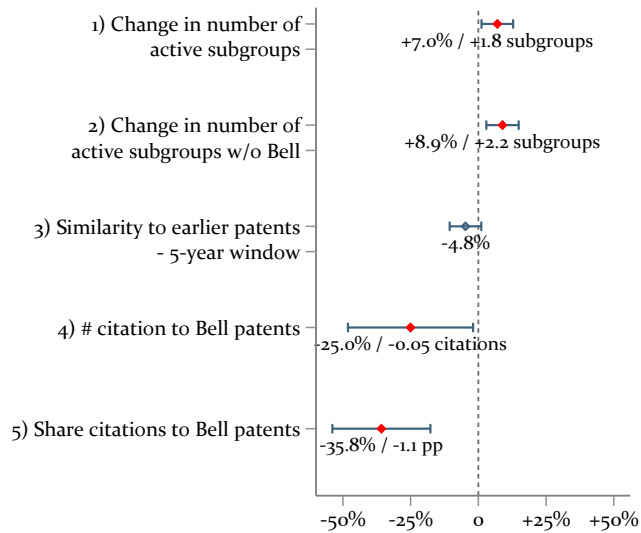 1) Change in number of
active subgroups
+7.0% / +1.8 subgroups
2) Change in number of
active subgroups w/o Bell
+8.9% / +2.2 subgroups
3) Similarity to earlier patents
- 5-year window
-4.8%
4) # citation to Bell patents
-25.0% / -0.05 citations
5) Share citations to Bell patents
-35.8% / -1.1 pp
-50% -25% 0 +25% +50%